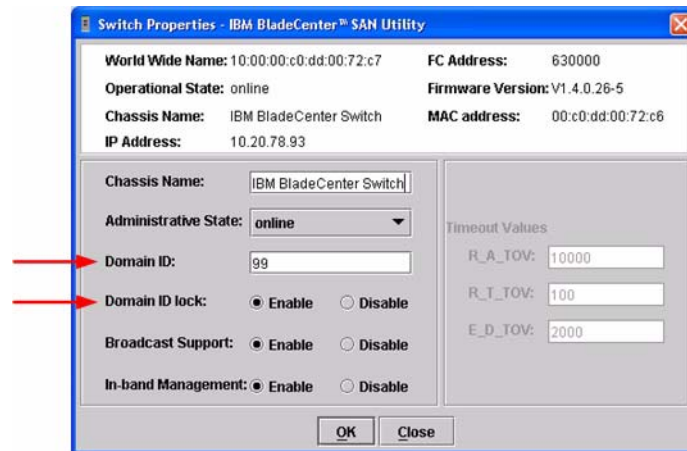 Switch Properties - IBM BladeCenter™ SAN Utility
World Wide Name: 10:00:00:c0:dd:00:72:c7 FC Address: 630000
Operational State: online Firmware Version: V1.4.0.26-5
Chassis Name: IBM BladeCenter Switch MAC address: 00:c0:dd:00:72:c6
IP Address: 10.20.78.93
Chassis Name: IBM BladeCenter Switch
Administrative State: online
Timeout Values
Domain ID: 99 R_A_TOV: 10000
Domain ID lock: Enable Disable R_T_TOV: 100
Broadcast Support: Enable Disable E_D_TOV: 2000
In-band Management: Enable Disable
OK Close